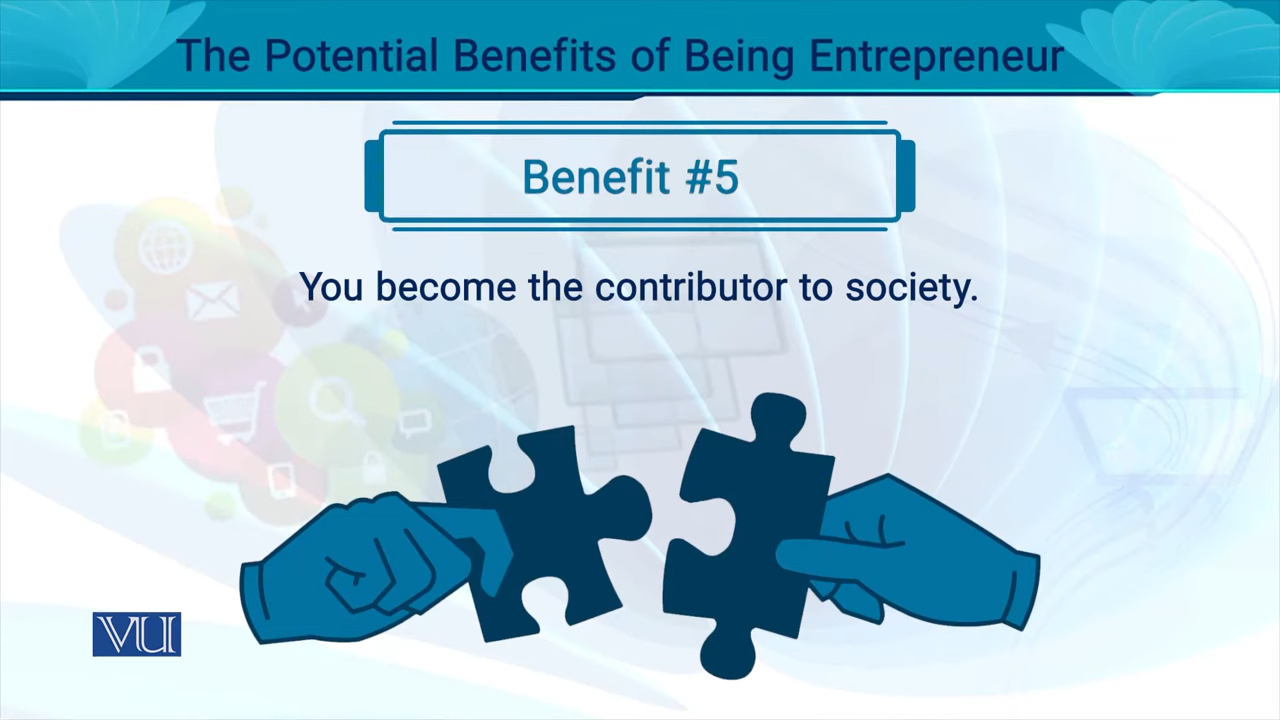 The Potential Benefits of Being Entrepreneur
Benefit #5
You become the contributor to society.
VU